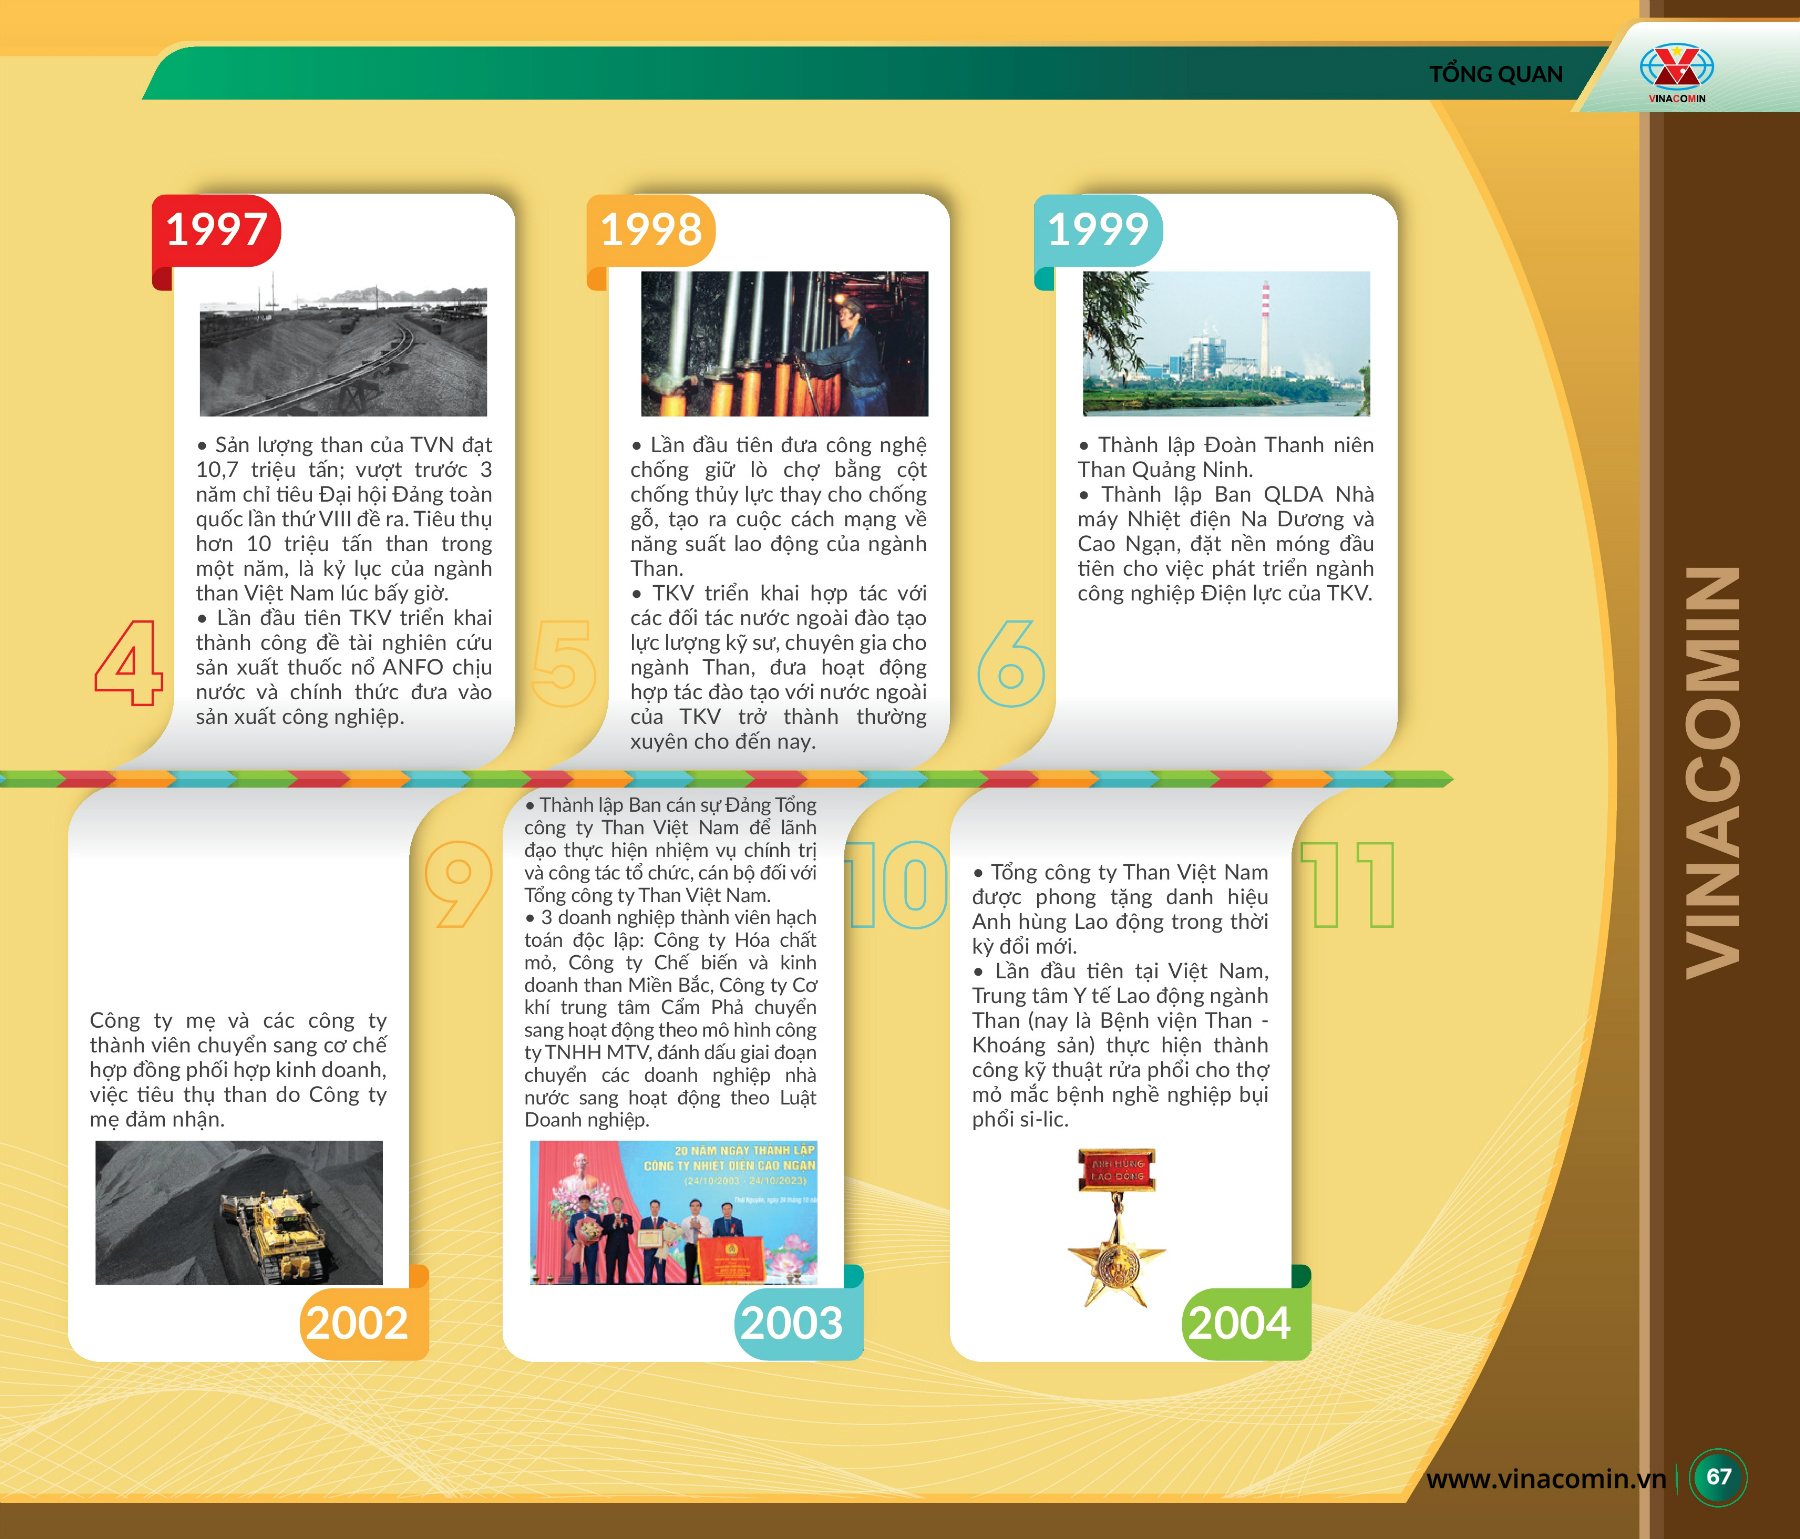 TỔNG QUAN
VINACOMIN
1997
• Sản lượng than của TVN đạt
10,7 triệu tấn; vượt trước 3
năm chỉ tiêu Đại hội Đảng toàn
quốc lần thứ VIII đề ra. Tiêu thụ
hơn 10 triệu tấn than trong
một năm, là kỷ lục của ngành
than Việt Nam lúc bấy giờ.
• Lần đầu tiên TKV triển khai
thành công đề tài nghiên cứu
sản xuất thuốc nổ ANFO chịu
nước và chính thức đưa vào
sản xuất công nghiệp.
4
1998
• Lần đầu tiên đưa công nghệ
chống giữ lò chợ bằng cột
chống thủy lực thay cho chống
gỗ, tạo ra cuộc cách mạng về
năng suất lao động của ngành
Than.
• TKV triển khai hợp tác với
các đối tác nước ngoài đào tạo
lực lượng kỹ sư, chuyên gia cho
ngành Than, đưa hoạt động
hợp tác đào tạo với nước ngoài
của TKV trở thành thường
xuyên cho đến nay.
5
1999
• Thành lập Đoàn Thanh niên
Than Quảng Ninh.
• Thành lập Ban QLDA Nhà
máy Nhiệt điện Na Dương và
Cao Ngạn, đặt nền móng đầu
tiên cho việc phát triển ngành
công nghiệp Điện lực của TKV.
6
Công ty mẹ và các công ty
thành viên chuyển sang cơ chế
hợp đồng phối hợp kinh doanh,
việc tiêu thụ than do Công ty
mẹ đảm nhận.
2002
9
• Thành lập Ban cán sự Đảng Tổng
công ty Than Việt Nam để lãnh
đạo thực hiện nhiệm vụ chính trị
và công tác tổ chức, cán bộ đối với
Tổng công ty Than Việt Nam.
• 3 doanh nghiệp thành viên hạch
toán độc lập: Công ty Hóa chất
mỏ, Công ty Chế biến và kinh
doanh than Miền Bắc, Công ty Cơ
khí trung tâm Cẩm Phả chuyển
sang hoạt động theo mô hình công
ty TNHH MTV, đánh dấu giai đoạn
chuyển các doanh nghiệp nhà
nước sang hoạt động theo Luật
Doanh nghiệp.
20 NĂM NGÀY THÀNH LẬP
CÔNG TY NHIỆT ĐIỆN CAO NGẠN
(24/10/2003 - 24/10/2023)
Thái Nguyên, ngày 24 tháng 10
2003
10
• Tổng công ty Than Việt Nam
được phong tặng danh hiệu
Anh hùng Lao động trong thời
kỳ đổi mới.
• Lần đầu tiên tại Việt Nam,
Trung tâm Y tế Lao động ngành
Than (nay là Bệnh viện Than -
Khoáng sản) thực hiện thành
công kỹ thuật rửa phổi cho thợ
mỏ mắc bệnh nghề nghiệp bụi
phổi si-lic.
ANH HÙNG
LAO ĐỘNG
2004
11
VINACOMIN
www.vinacomin.vn
67